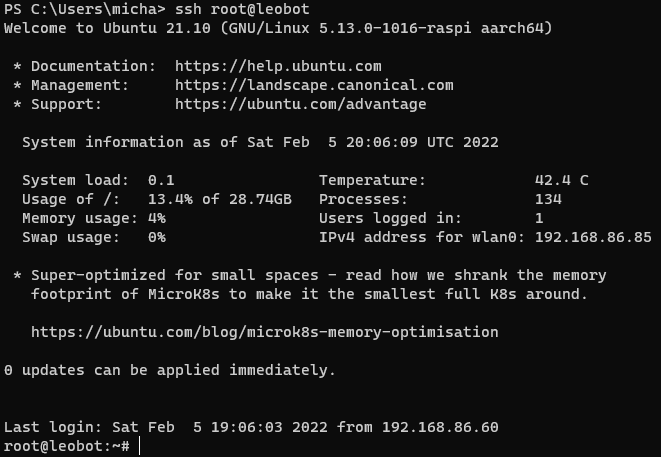 PS C:\Users\micha> ssh root@leobot
Welcome to Ubuntu 21.10 (GNU/Linux 5.13.0-1016-raspi aarch64)
 * Documentation:  https://help.ubuntu.com
 * Management:     https://landscape.canonical.com
 * Support:        https://ubuntu.com/advantage
  System information as of Sat Feb  5 20:06:09 UTC 2022
  System load:  0.1                Temperature:            42.4 C
  Usage of /:   13.4% of 28.74GB   Processes:              134
  Memory usage: 4%                 Users logged in:        1
  Swap usage:   0%                 IPv4 address for wlan0: 192.168.86.85
 * Super-optimized for small spaces - read how we shrank the memory
   footprint of MicroK8s to make it the smallest full K8s around.
   https://ubuntu.com/blog/microk8s-memory-optimisation
0 updates can be applied immediately.
Last login: Sat Feb  5 19:06:03 2022 from 192.168.86.60
root@leobot:~#